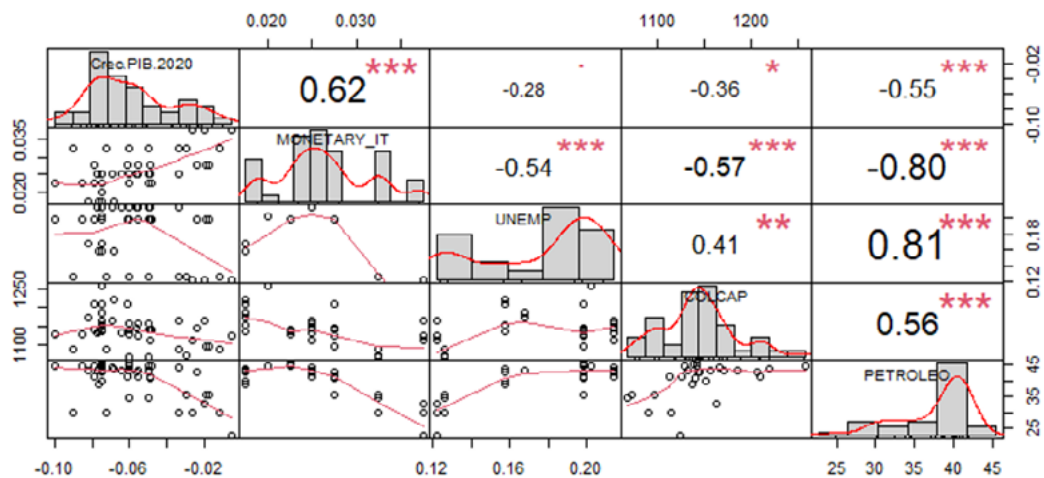 0.020 0.030 1100 1200
Crec.PIB.2020 0.62 *** -0.28 . -0.36 * -0.55 *** -0.10 -0.02
0.020 0.035 MONETARY_IT -0.54 *** -0.57 *** -0.80 ***
UNEMP 0.41 ** 0.81 *** 0.12 0.18
1100 1250 COLCAP 0.56 ***
PETROLEO 25 35 45
-0.10 -0.06 -0.02 0.12 0.16 0.20 25 30 35 40 45